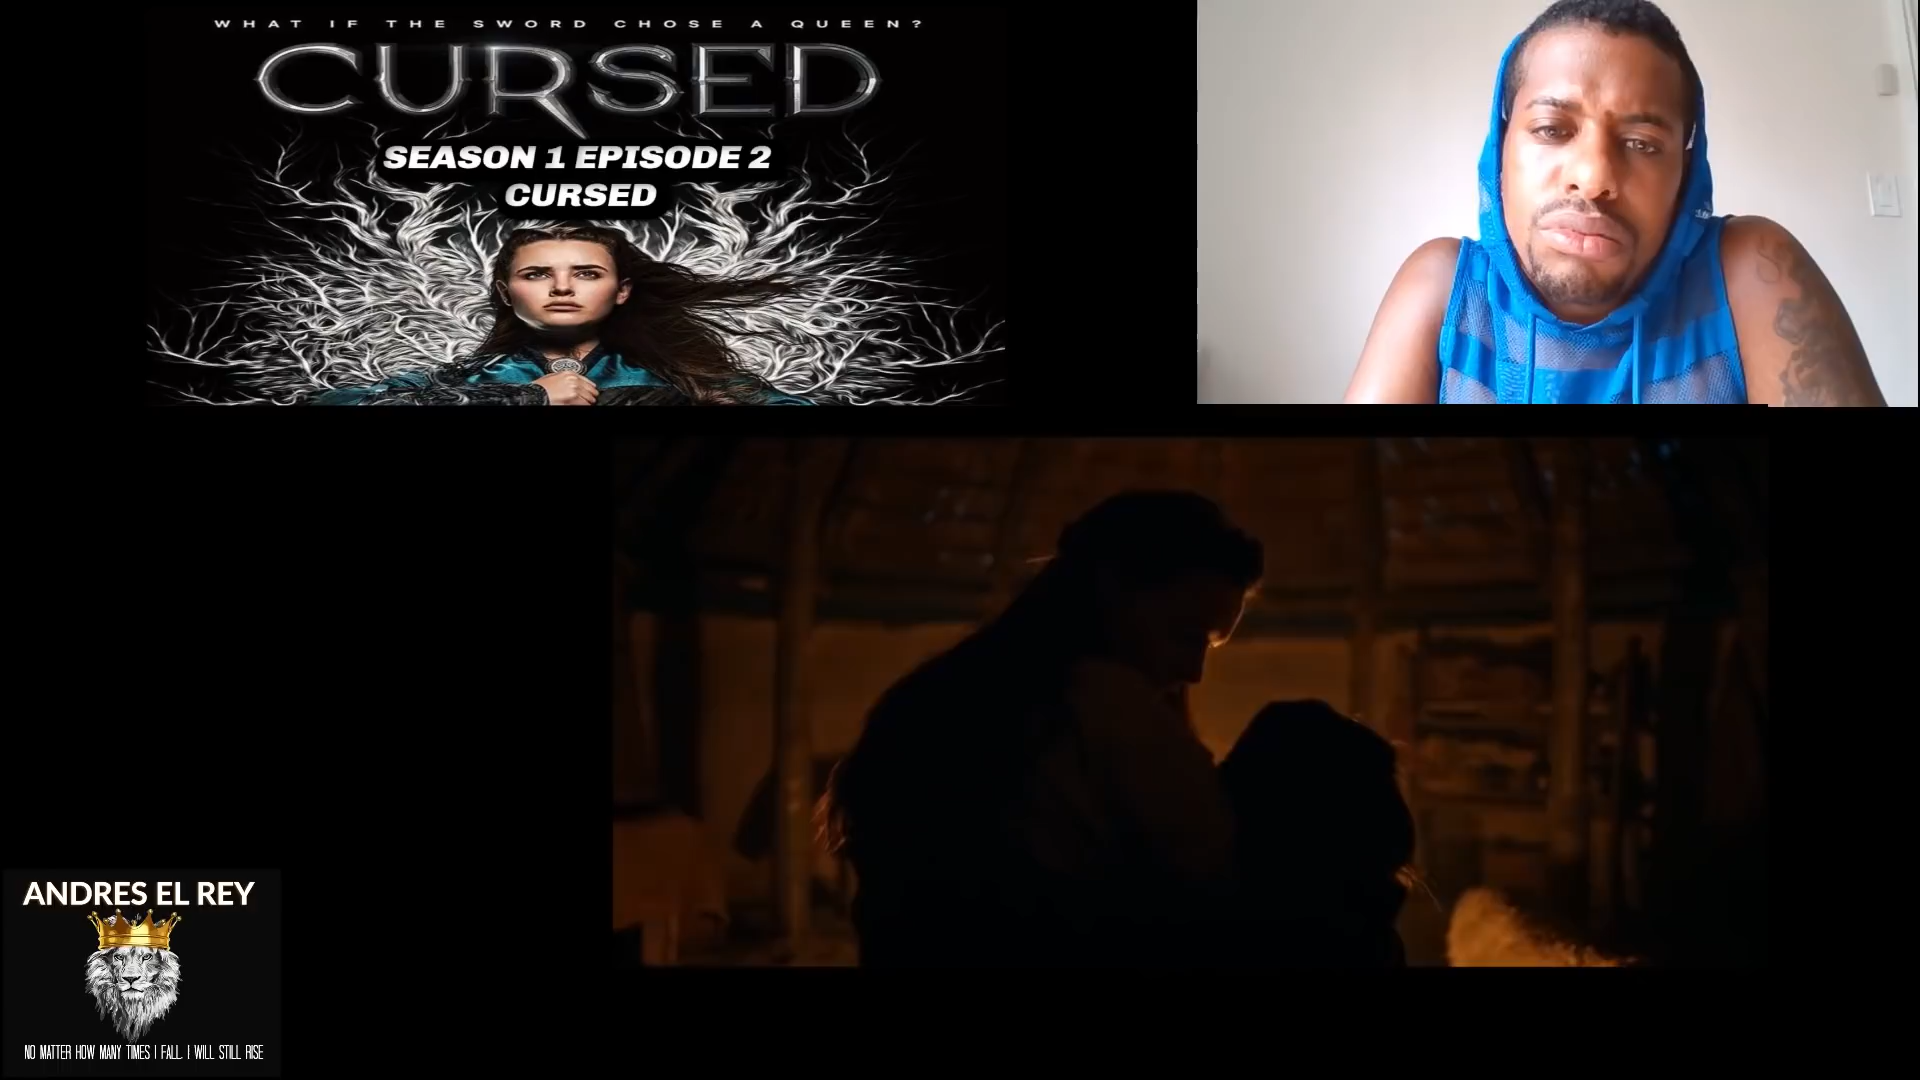 WHAT IF THE SWORD CHOSE A QUEEN?
CURSED
SEASON 1 EPISODE 2
CURSED
ANDRES EL REY
NO MATTER HOW MANY TIMES I FALL. I WILL STILL RISE